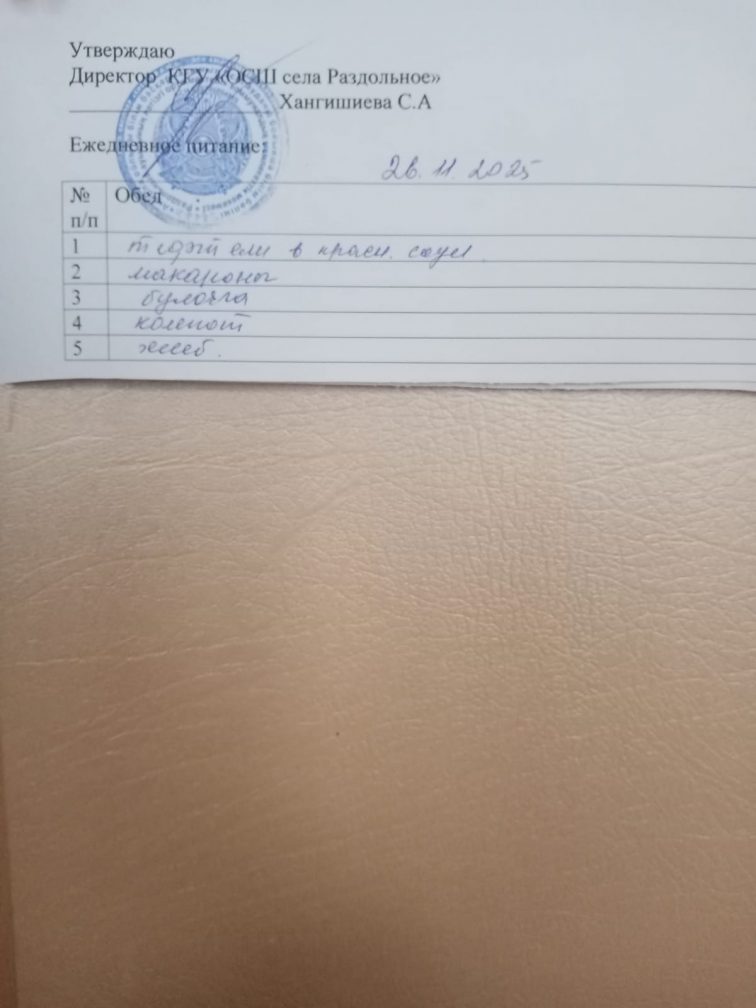 Утверждаю
Директор КГУ «ОСШ села Раздольное»
Хангишиева С.А
Ежедневное питание:
26.11.2025
№ п/п Обед
1 тефтели в красн. соус.
2 макароны
3 булочка
4 компот
5 хлеб.